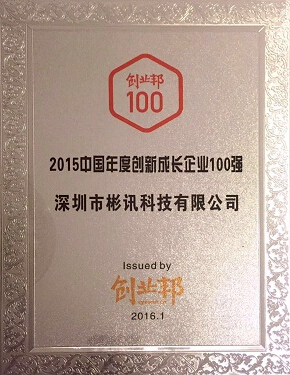 创业邦
100
2015中国年度创新成长企业100强
深圳市彬讯科技有限公司
Issued by
创业邦
2016.1